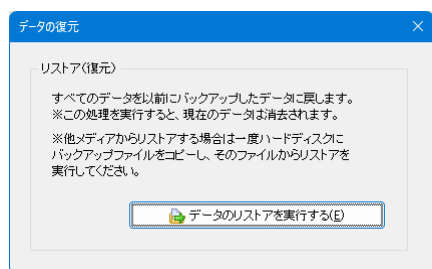 データの復元
リストア(復元)
すべてのデータを以前にバックアップしたデータに戻します。
※この処理を実行すると、現在のデータは消去されます。
※他メディアからリストアする場合は一度ハードディスクに
バックアップファイルをコピーし、そのファイルからリストアを
実行してください。
データのリストアを実行する(E)